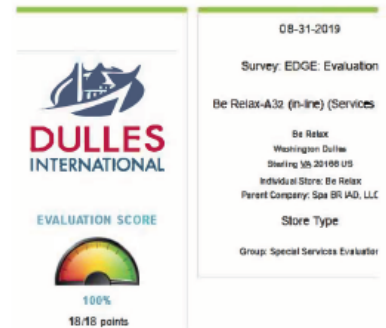 DULLES
INTERNATIONAL
EVALUATION SCORE
100%
18/18 points
08-31-2019
Survey: EDGE: Evaluation
Be Relax-A32 (in-line) (Services
Be Relax
Washington Dulles
Sterling VA 20166 US
Individual Store: Be Relax
Parent Company: Spa BR IAD, LLC
Store Type
Group: Special Services Evaluation